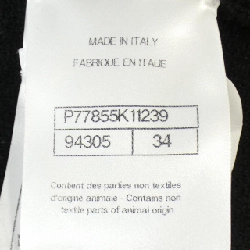 MADE IN ITALY
FABRIQUE EN ITALIE
P77855K11239
94305 34
Content des parties non textiles
d'origine animale - Contains non
textile parts of animal origin